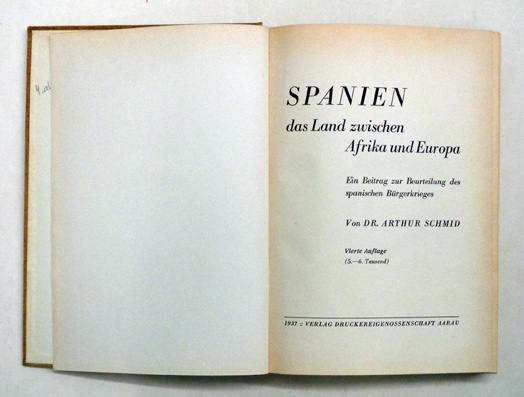 SPANIEN
das Land zwischen
Afrika und Europa
Ein Beitrag zur Beurteilung des
spanischen Bürgerkrieges
Von DR. ARTHUR SCHMID
Vierte Auflage
(5.—6. Tausend)
1937 : VERLAG DRUCKEREIGENOSSENSCHAFT AARAU